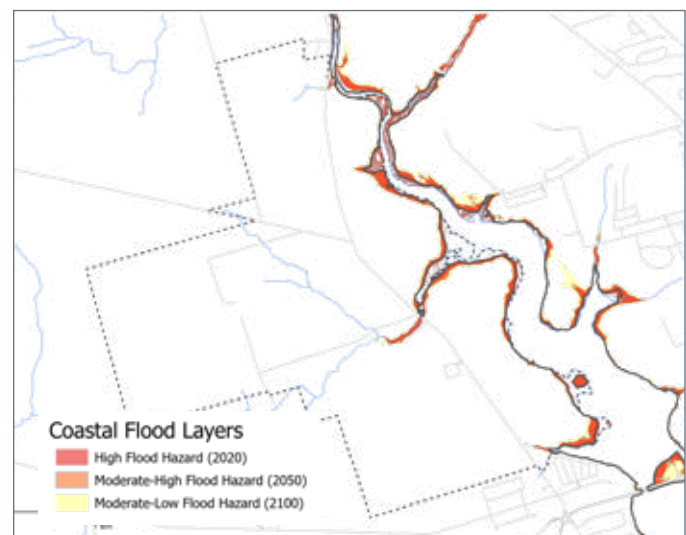 Coastal Flood Layers
High Flood Hazard (2020)
Moderate-High Flood Hazard (2050)
Moderate-Low Flood Hazard (2100)